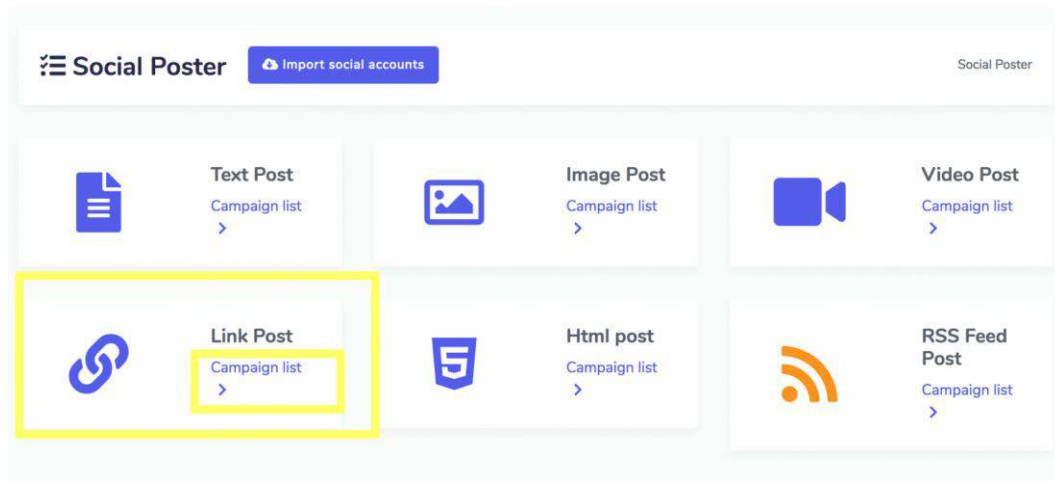 Social Poster
Import social accounts
Social Poster
Text Post
Campaign list
Image Post
Campaign list
Video Post
Campaign list
Link Post
Campaign list
Html post
Campaign list
RSS Feed
Post
Campaign list